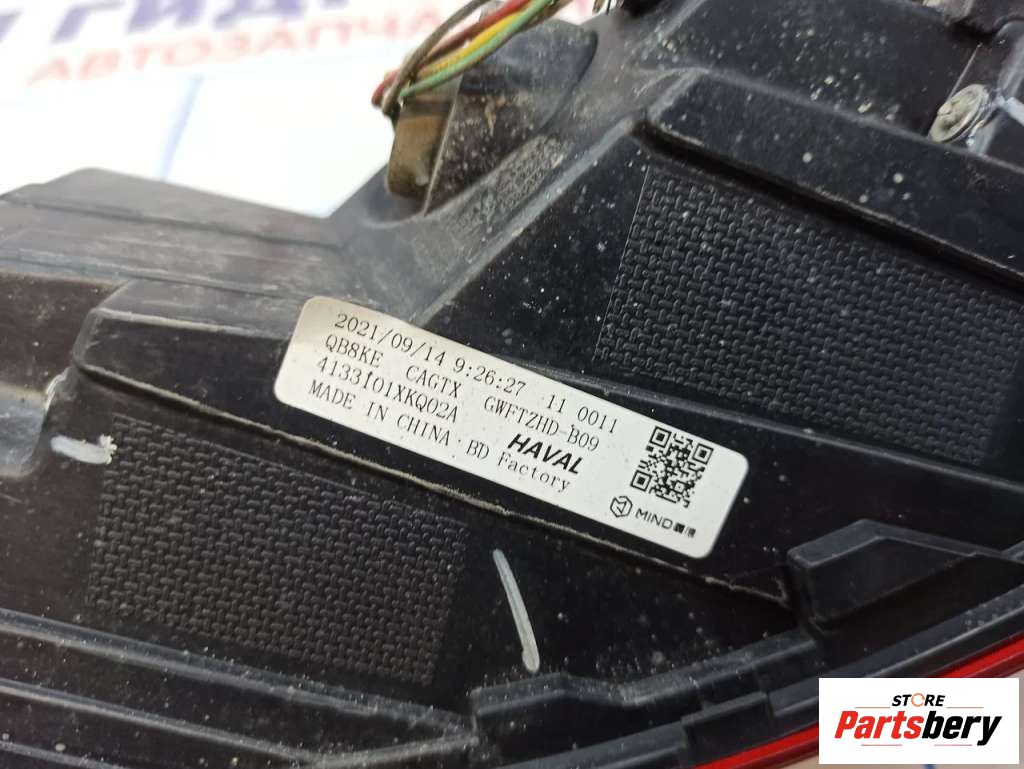 АВТОЗАПЧА
2021/09/14 9:26:27 11 0011
QB8KE CAGTX GWFTZHD-B09
4133101XKQ02A HAVAL
MADE IN CHINA · BD Factory
MIND
STORE
Partsbery